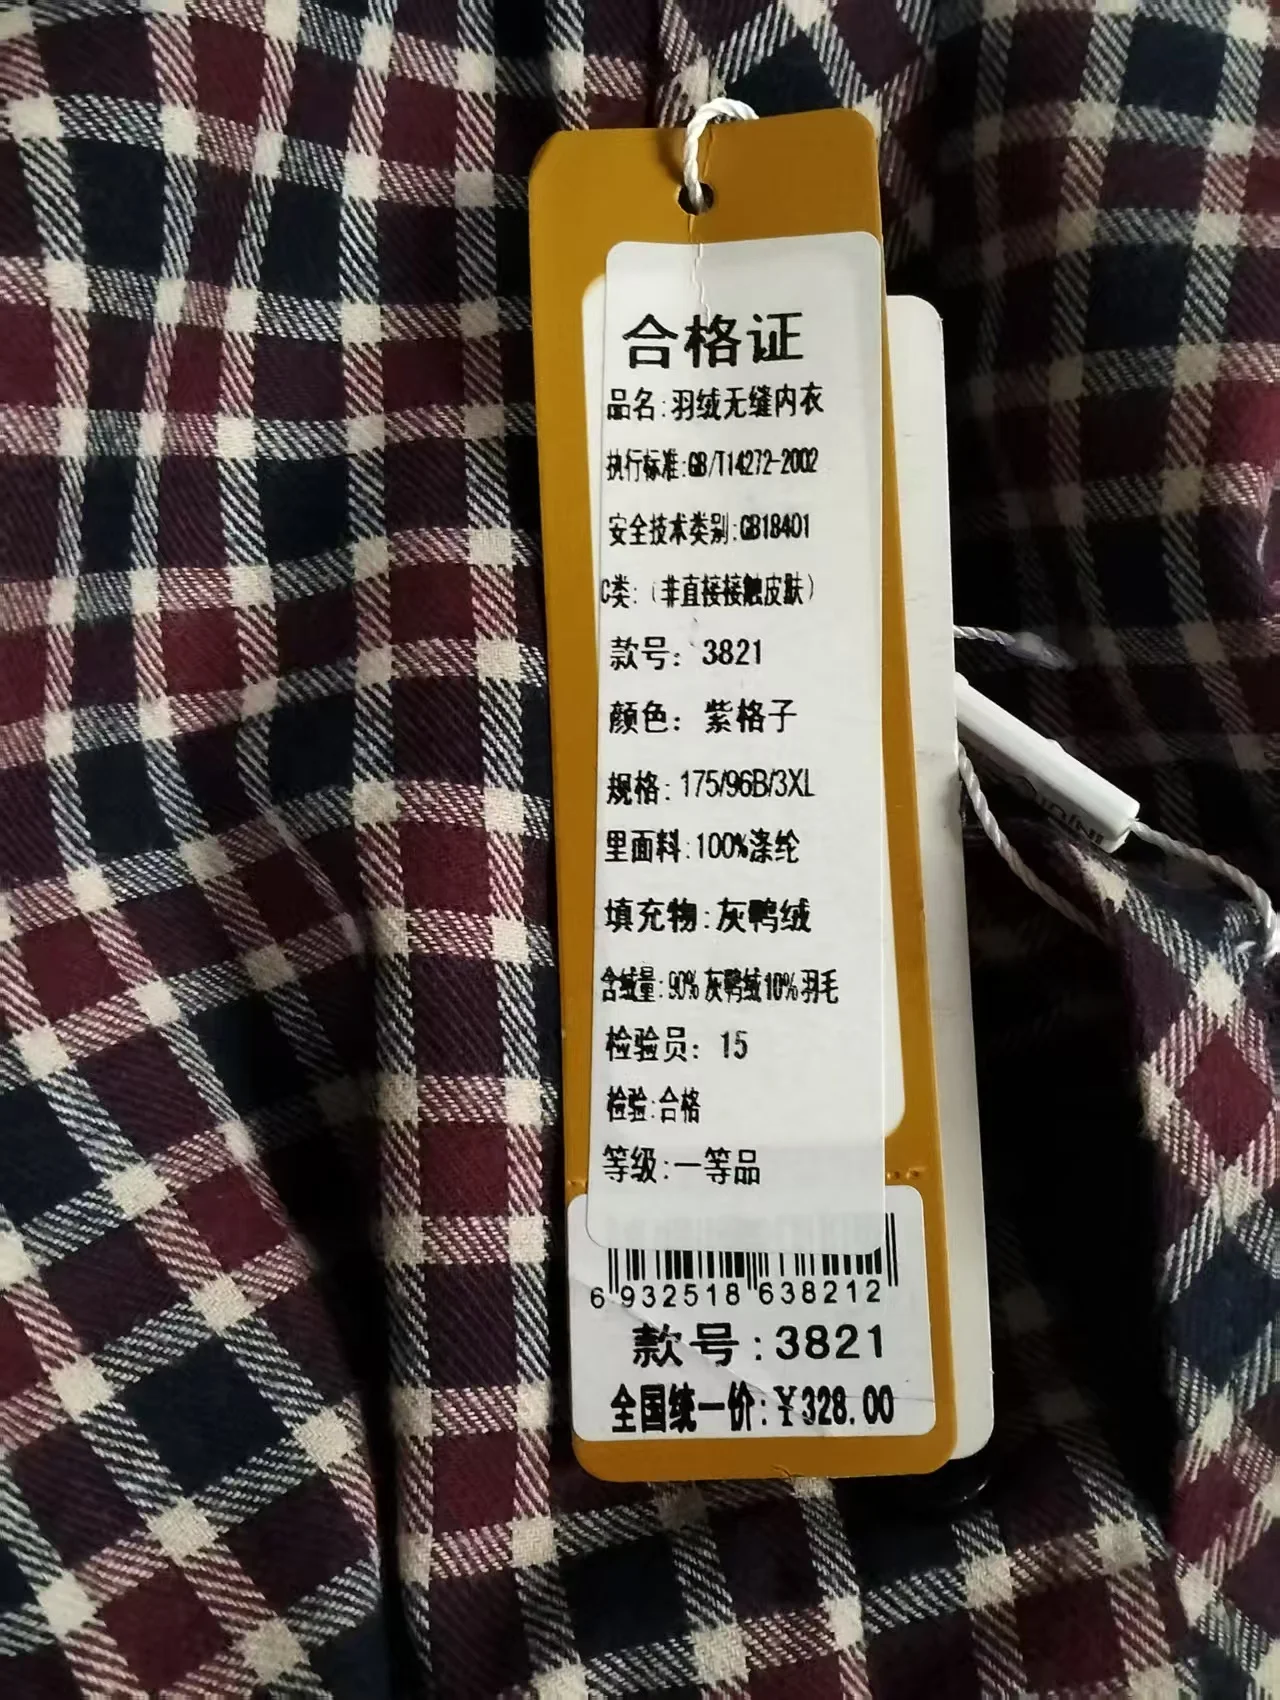 合格证
品名:羽绒无缝内衣
执行标准:GB/T14272-2002
安全技术类别:GB18401
C类:（非直接接触皮肤）
款号: 3821
颜色: 紫格子
规格: 175/96B/3XL
里面料:100%涤纶
填充物:灰鸭绒
含绒量:90%灰鸭绒10%羽毛
检验员: 15
检验:合格
等级:一等品
6 932518 638212
款号:3821
全国统一价:¥328.00